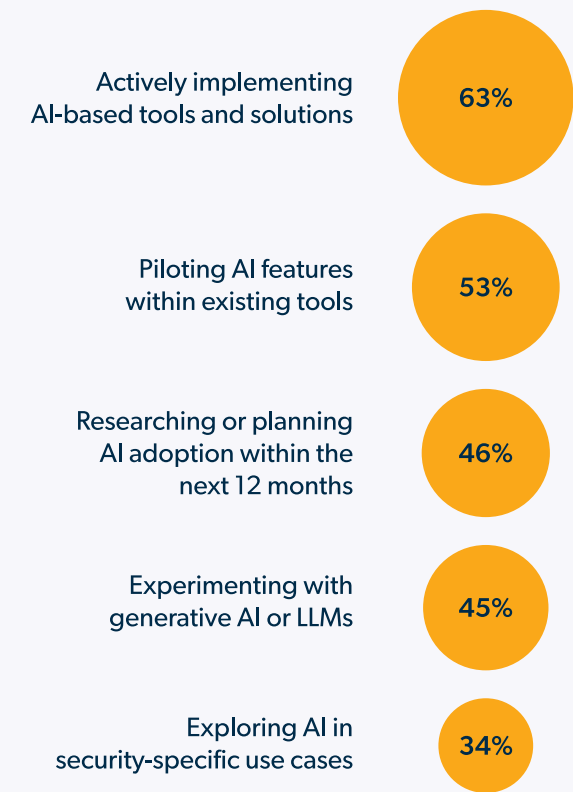 Actively implementing
AI-based tools and solutions
63%
Piloting AI features
within existing tools
53%
Researching or planning
AI adoption within the
next 12 months
46%
Experimenting with
generative AI or LLMs
45%
Exploring AI in
security-specific use cases
34%